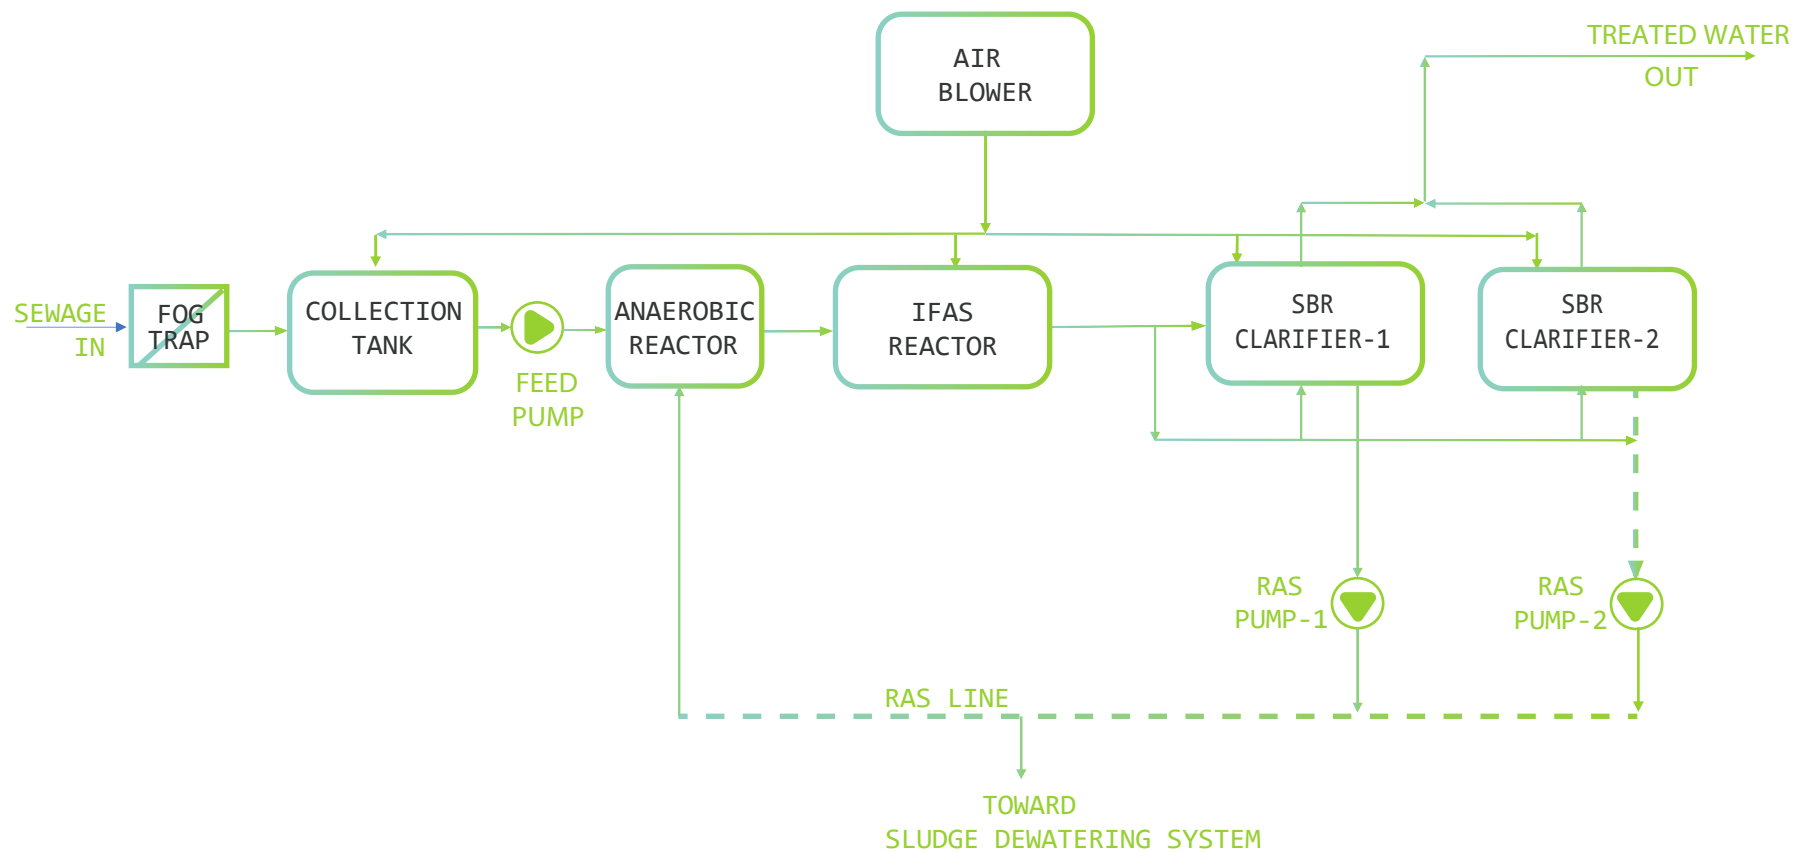 AIR
BLOWER
TREATED WATER
OUT
SEWAGE
IN
FOG
TRAP
COLLECTION
TANK
FEED
PUMP
ANAEROBIC
REACTOR
IFAS
REACTOR
SBR
CLARIFIER-1
SBR
CLARIFIER-2
RAS
PUMP-1
RAS
PUMP-2
RAS LINE
TOWARD
SLUDGE DEWATERING SYSTEM